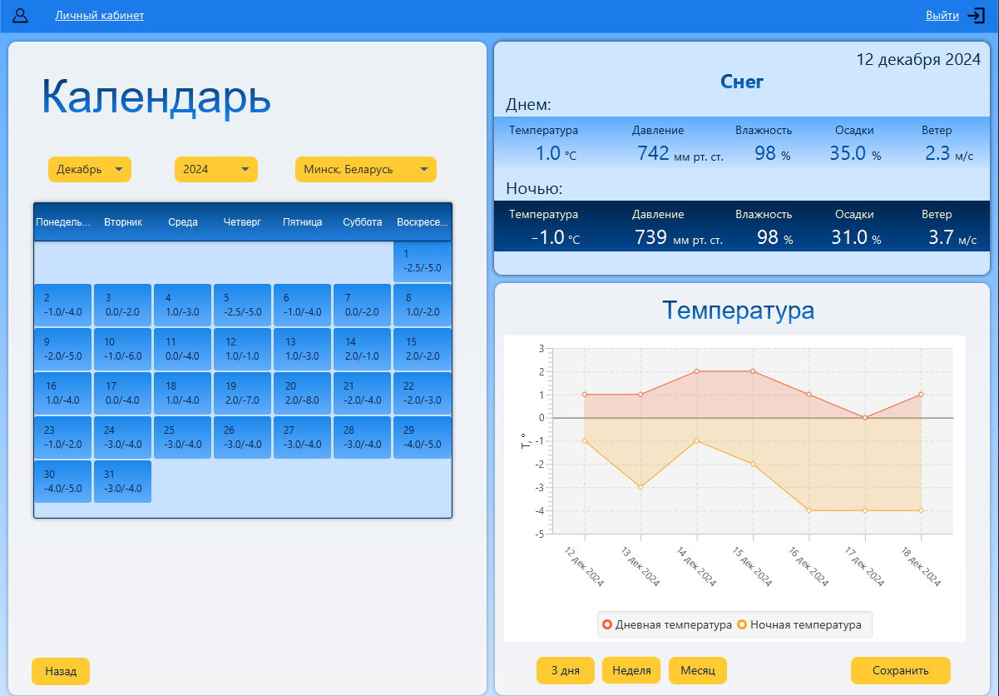 Личный кабинет
Выйти
Календарь
Декабрь
2024
Минск, Беларусь
Понедель... Вторник Среда Четверг Пятница Суббота Воскресе...
1
-2.5/-5.0
2 3 4 5 6 7 8
-1.0/-4.0 0.0/-2.0 1.0/-3.0 -2.5/-5.0 -1.0/-4.0 0.0/-2.0 1.0/-2.0
9 10 11 12 13 14 15
-2.0/-5.0 -1.0/-6.0 0.0/-4.0 1.0/-1.0 1.0/-3.0 2.0/-1.0 2.0/-2.0
16 17 18 19 20 21 22
1.0/-4.0 0.0/-4.0 1.0/-4.0 2.0/-7.0 2.0/-8.0 -2.0/-4.0 -2.0/-3.0
23 24 25 26 27 28 29
-1.0/-2.0 -3.0/-4.0 -3.0/-4.0 -3.0/-4.0 -3.0/-4.0 -3.0/-4.0 -4.0/-5.0
30 31
-4.0/-5.0 -3.0/-4.0
Назад
12 декабря 2024
Снег
Днем:
Температура Давление Влажность Осадки Ветер
1.0 °C 742 мм рт. ст. 98 % 35.0 % 2.3 м/с
Ночью:
Температура Давление Влажность Осадки Ветер
-1.0 °C 739 мм рт. ст. 98 % 31.0 % 3.7 м/с
Температура
3
2
1
0
-1
-2
-3
-4
-5
T, °
12 дек 2024
13 дек 2024
14 дек 2024
15 дек 2024
16 дек 2024
17 дек 2024
18 дек 2024
Дневная температура Ночная температура
3 дня Неделя Месяц Сохранить